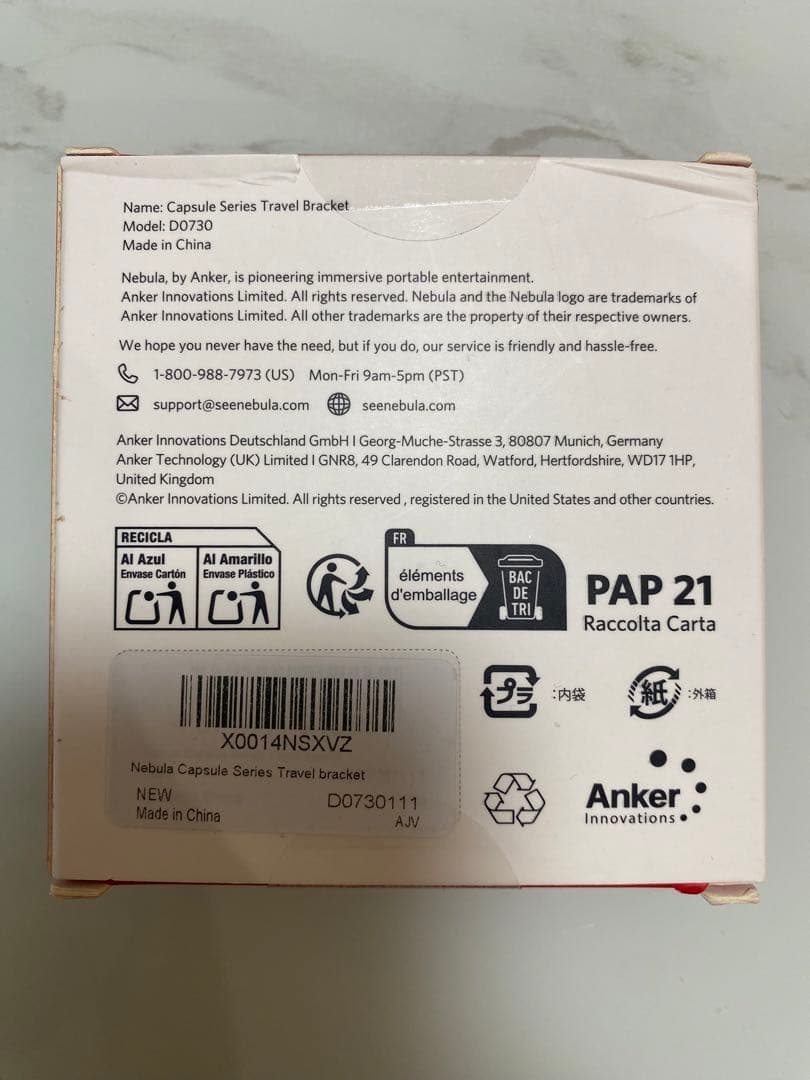 Name: Capsule Series Travel Bracket
Model: D0730
Made in China
Nebula, by Anker, is pioneering immersive portable entertainment.
Anker Innovations Limited. All rights reserved. Nebula and the Nebula logo are trademarks of
Anker Innovations Limited. All other trademarks are the property of their respective owners.
We hope you never have the need, but if you do, our service is friendly and hassle-free.
1-800-988-7973 (US) Mon-Fri 9am-5pm (PST)
support@seenebula.com seenebula.com
Anker Innovations Deutschland GmbH I Georg-Muche-Strasse 3, 80807 Munich, Germany
Anker Technology (UK) Limited I GNR8, 49 Clarendon Road, Watford, Hertfordshire, WD17 1HP,
United Kingdom
©Anker Innovations Limited. All rights reserved , registered in the United States and other countries.
RECICLA
Al Azul
Envase Cartón
Al Amarillo
Envase Plástico
FR
éléments
d'emballage
BAC
DE
TRI
PAP 21
Raccolta Carta
X0014NSXVZ
Nebula Capsule Series Travel bracket
NEW
D0730111
Made in China
AJV
プラ :内袋
紙 :外箱
Anker
Innovations